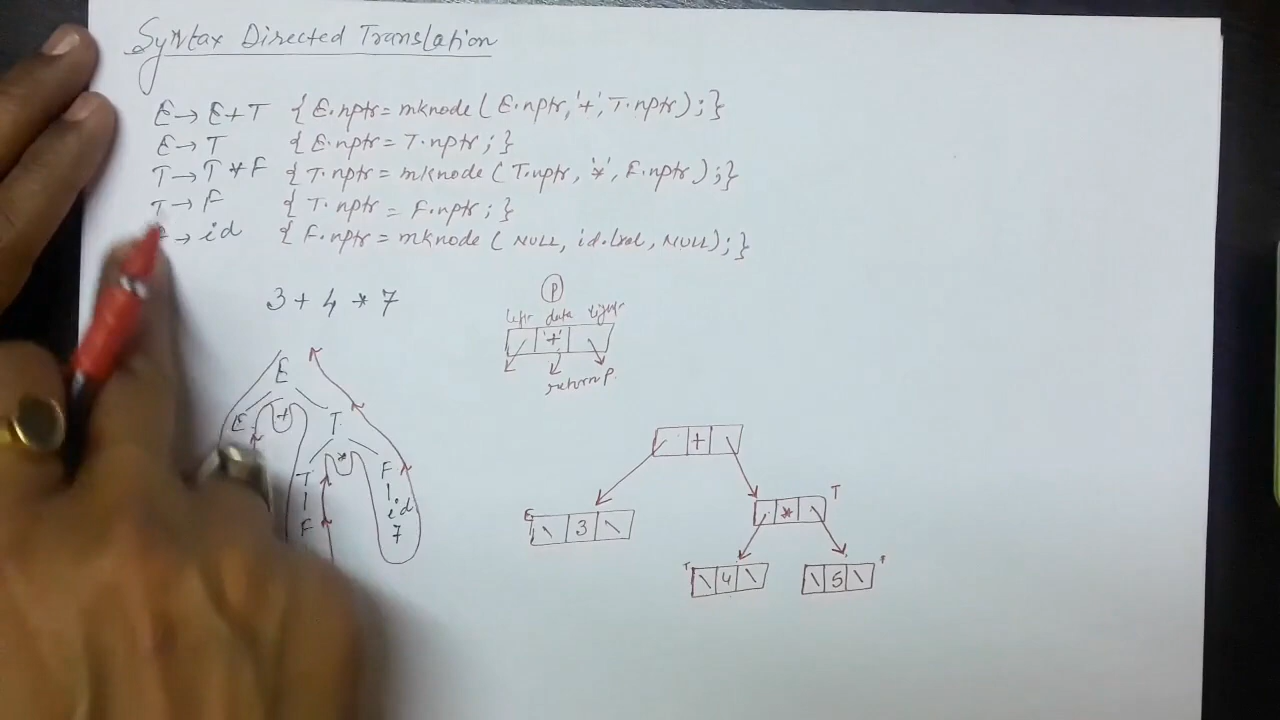 Syntax Directed Translation
E → E + T { E.nptr = mknode ( E.nptr, '+', T.nptr ) ; }
E → T { E.nptr = T.nptr ; }
T → T * F { T.nptr = mknode ( T.nptr, '*', F.nptr ) ; }
T → F { T.nptr = F.nptr ; }
→ id { F.nptr = mknode ( NULL, id.lval, NULL ) ; }
3 + 4 * 7
P
left data right
'+'
return P.
E
E + T
T * F
F id
7
+
3
* T
T 4
5